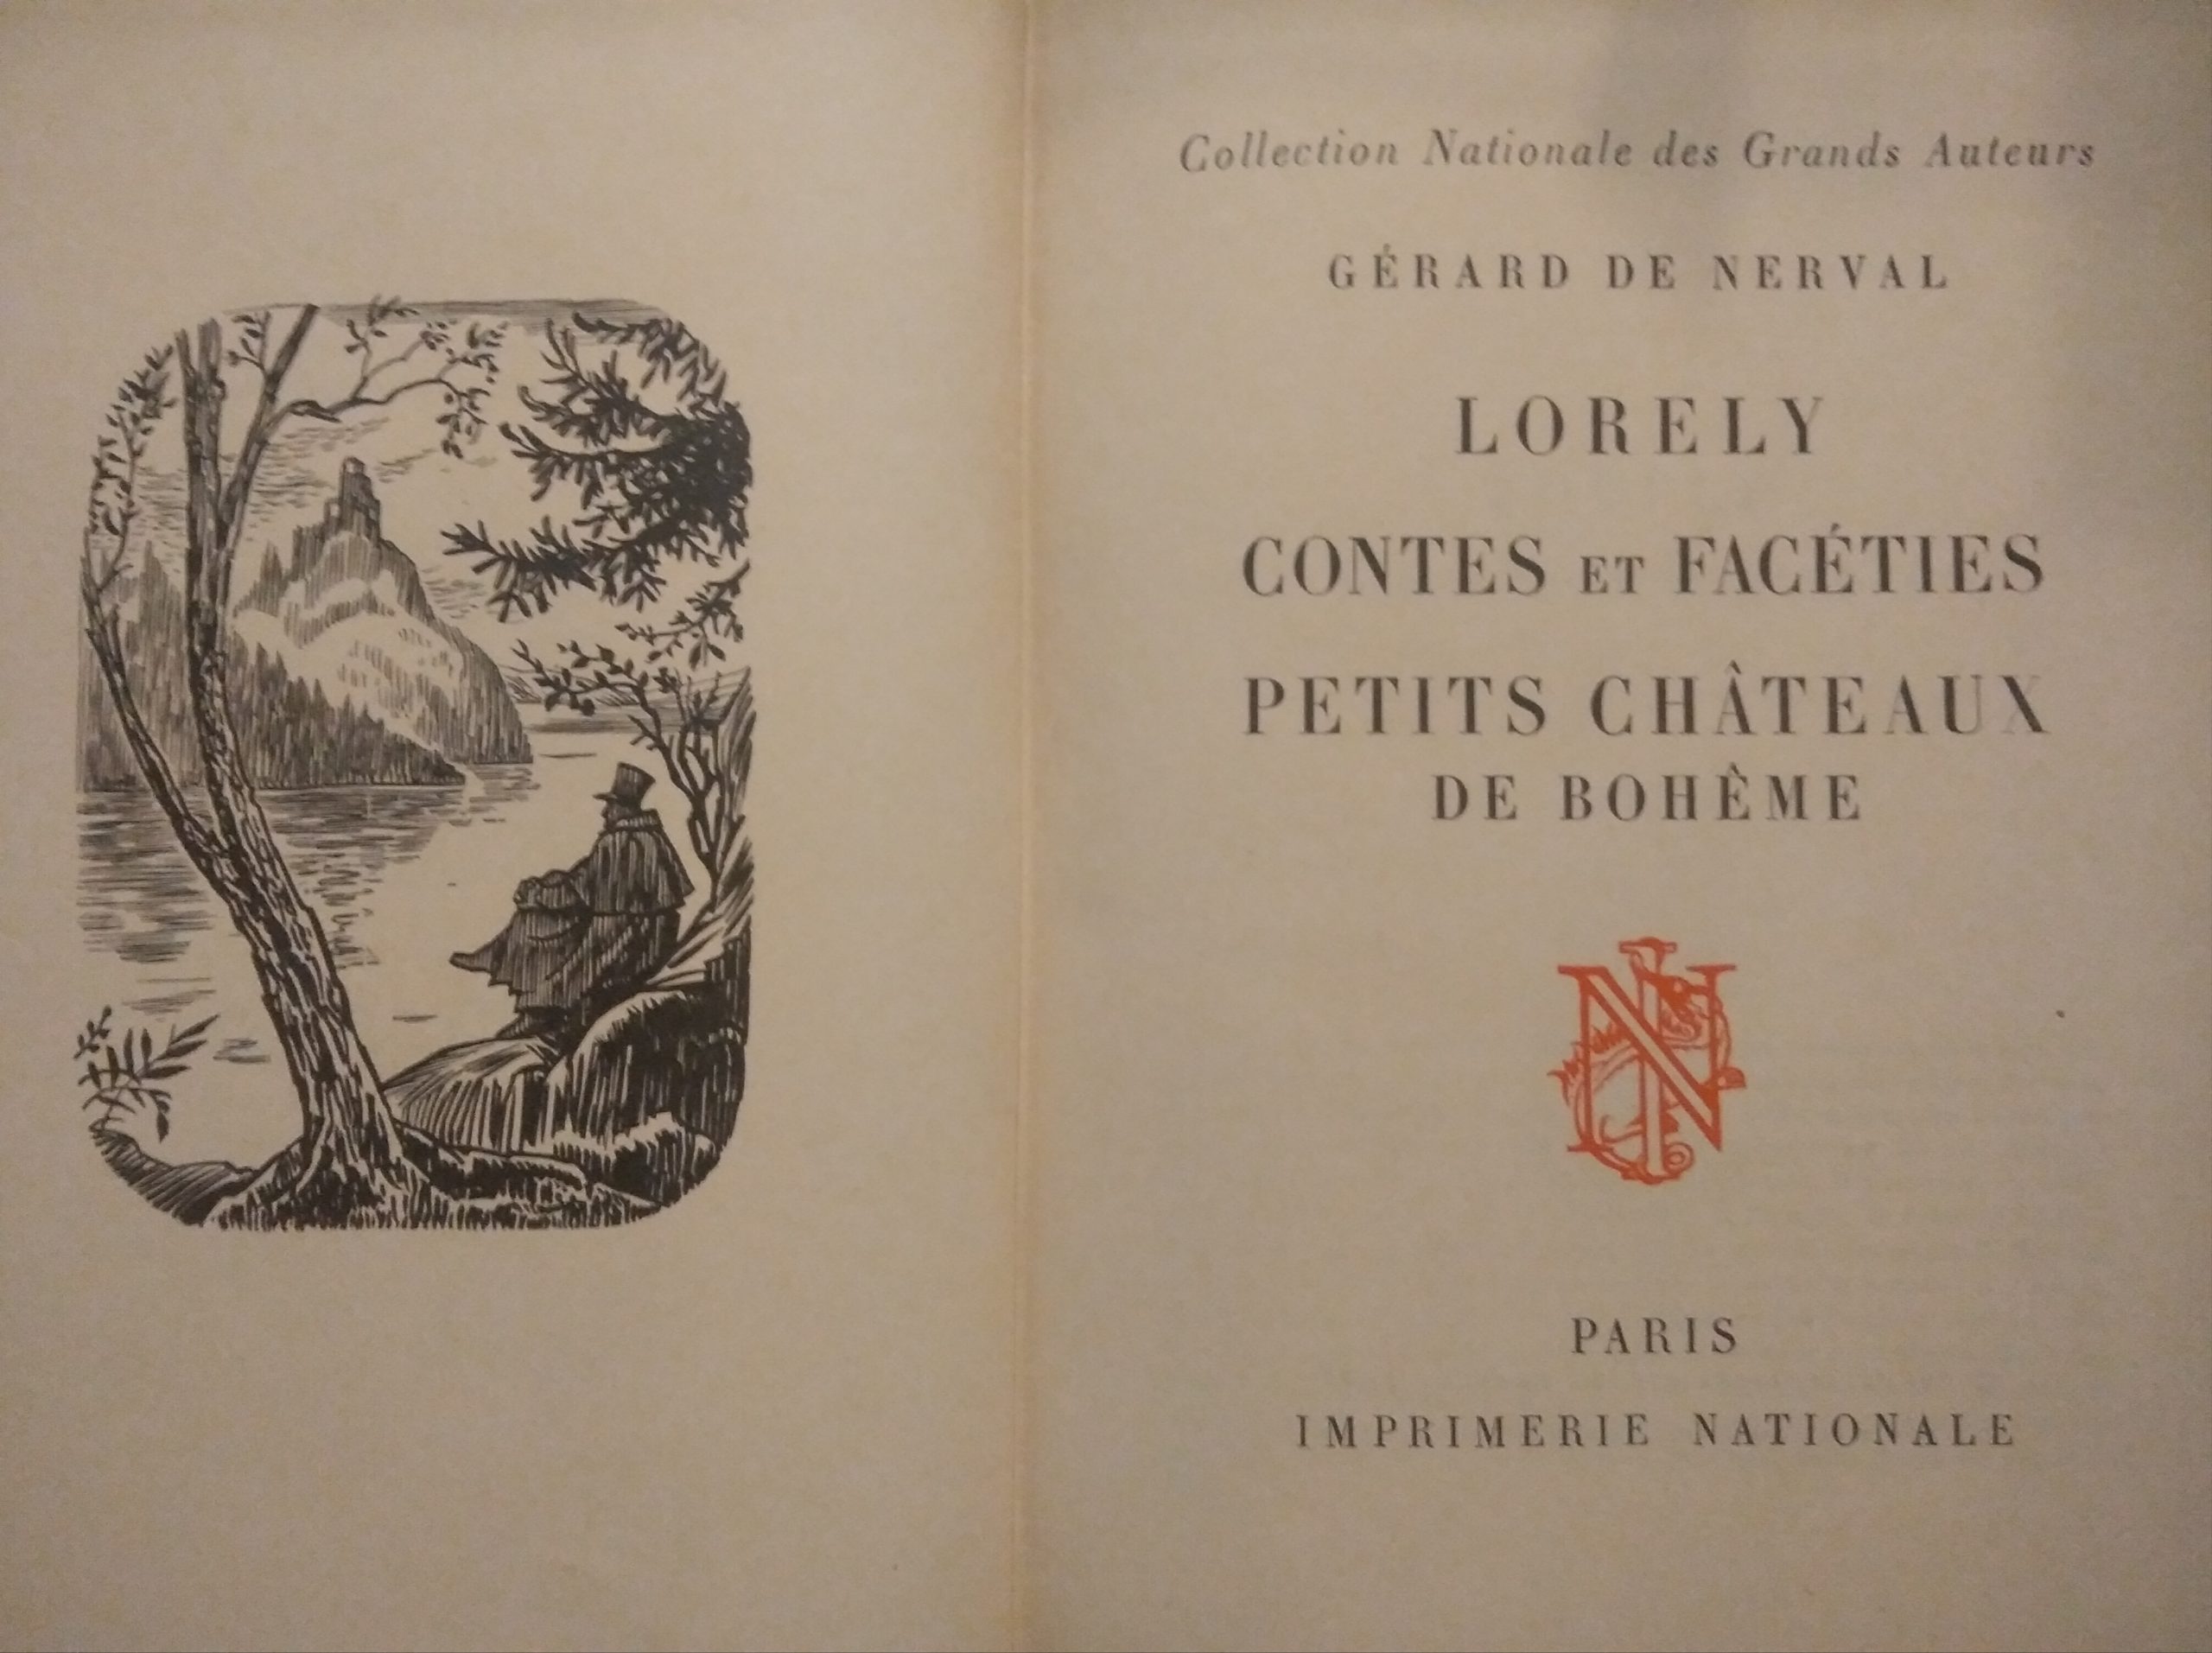 Collection Nationale des Grands Auteurs
GÉRARD DE NERVAL
LORELY
CONTES ET FACÉTIES
PETITS CHÂTEAUX
DE BOHÊME
IN
PARIS
IMPRIMERIE NATIONALE